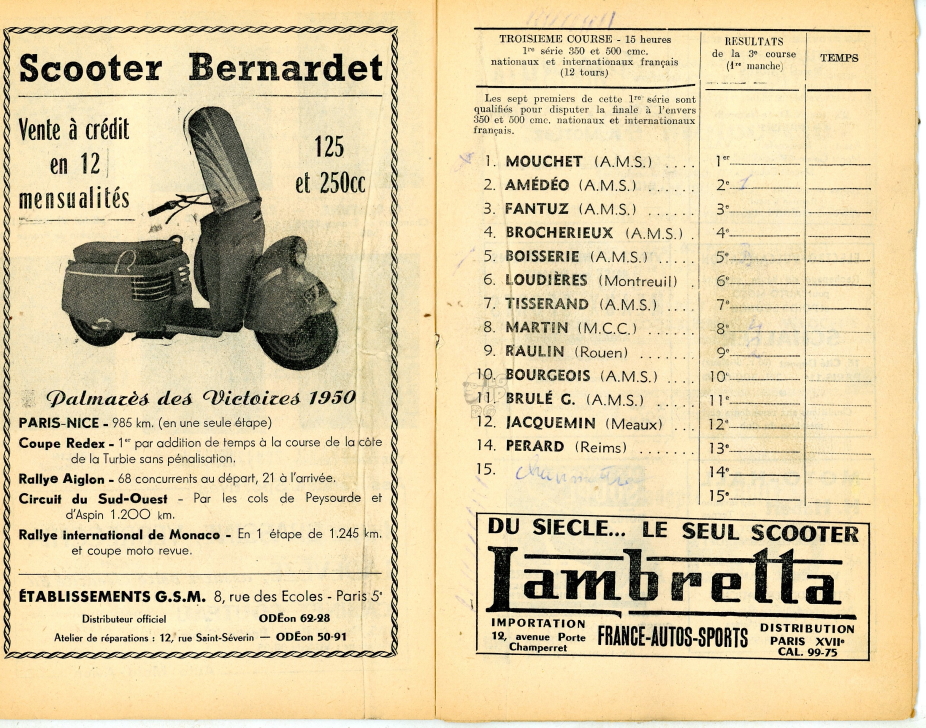 Scooter Bernardet
Vente à crédit
en 12
mensualités
125
et 250cc
Palmarès des Victoires 1950
PARIS-NICE - 985 km. (en une seule étape)
Coupe Redex - 1er par addition de temps à la course de la côte
de la Turbie sans pénalisation.
Rallye Aiglon - 68 concurrents au départ, 21 à l'arrivée.
Circuit du Sud-Ouest - Par les cols de Peysourde et
d'Aspin 1.200 km.
Rallye international de Monaco - En 1 étape de 1.245 km.
et coupe moto revue.
ÉTABLISSEMENTS G.S.M. 8, rue des Ecoles - Paris 5e
Distributeur officiel ODÉon 62-28
Atelier de réparations : 12, rue Saint-Séverin — ODÉon 50-91
TROISIEME COURSE - 15 heures
1re série 350 et 500 cmc.
nationaux et internationaux français
(12 tours)
RESULTATS
de la 3e course
(1re manche)
TEMPS
Les sept premiers de cette 1re série sont
qualifiés pour disputer la finale à l'envers
350 et 500 cmc. nationaux et internationaux
français.
1. MOUCHET (A.M.S.) .... 1er
2. AMÉDÉO (A.M.S.) ...... 2e
3. FANTUZ (A.M.S.) ...... 3e
4. BROCHERIEUX (A.M.S.) . 4e
5. BOISSERIE (A.M.S.) .... 5e
6. LOUDIÈRES (Montreuil) . 6e
7. TISSERAND (A.M.S.) ... 7e
8. MARTIN (M.C.C.) ...... 8e
9. RAULIN (Rouen) ....... 9e
10. BOURGEOIS (A.M.S.) ... 10e
11. BRULÉ G. (A.M.S.) .... 11e
12. JACQUEMIN (Meaux) ... 12e
14. PERARD (Reims) ....... 13e
15. 14e
15e
DU SIECLE... LE SEUL SCOOTER
Lambretta
IMPORTATION
12, avenue Porte
Champerret
FRANCE-AUTOS-SPORTS
DISTRIBUTION
PARIS XVIIe
CAL. 99-75